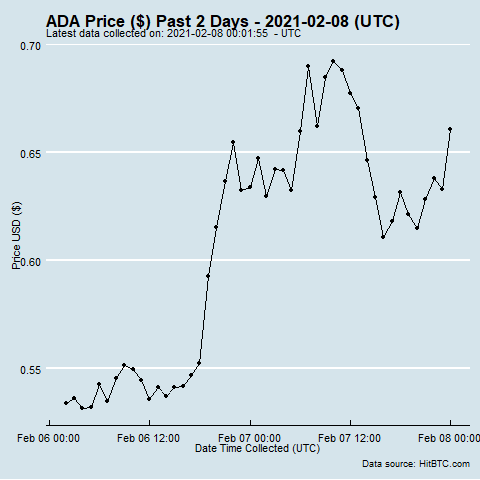 ADA Price ($) Past 2 Days - 2021-02-08 (UTC)
Latest data collected on: 2021-02-08 00:01:55 - UTC
0.70
0.65
0.60
0.55
Price USD ($)
Feb 06 00:00 Feb 06 12:00 Feb 07 00:00 Feb 07 12:00 Feb 08 00:00
Date Time Collected (UTC)
Data source: HitBTC.com